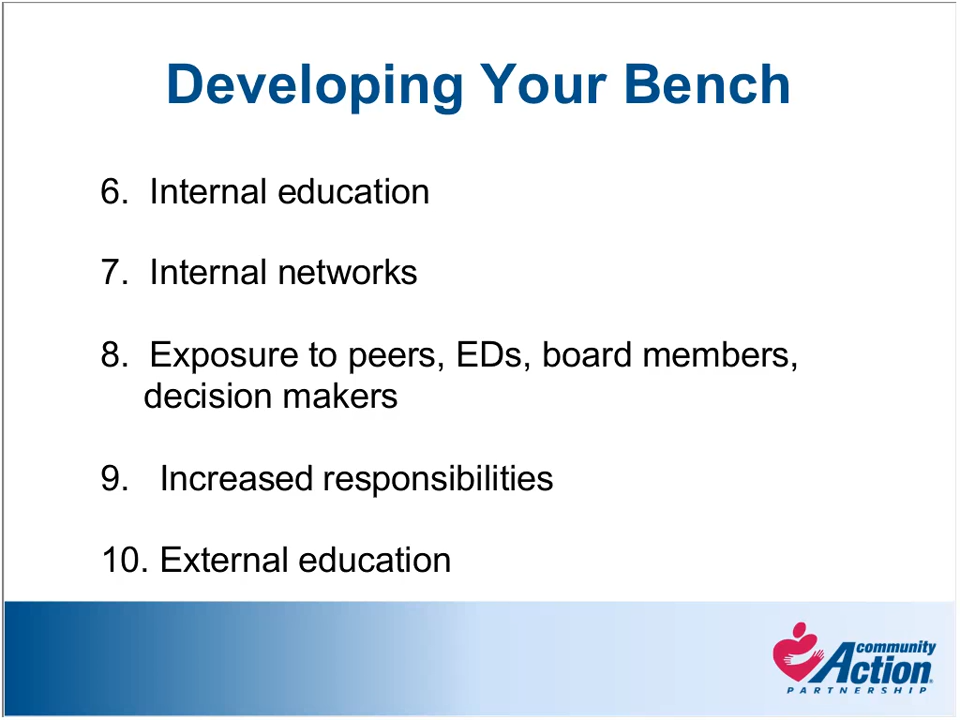 Developing Your Bench
6. Internal education
7. Internal networks
8. Exposure to peers, EDs, board members,
decision makers
9. Increased responsibilities
10. External education
community
Action®
PARTNERSHIP